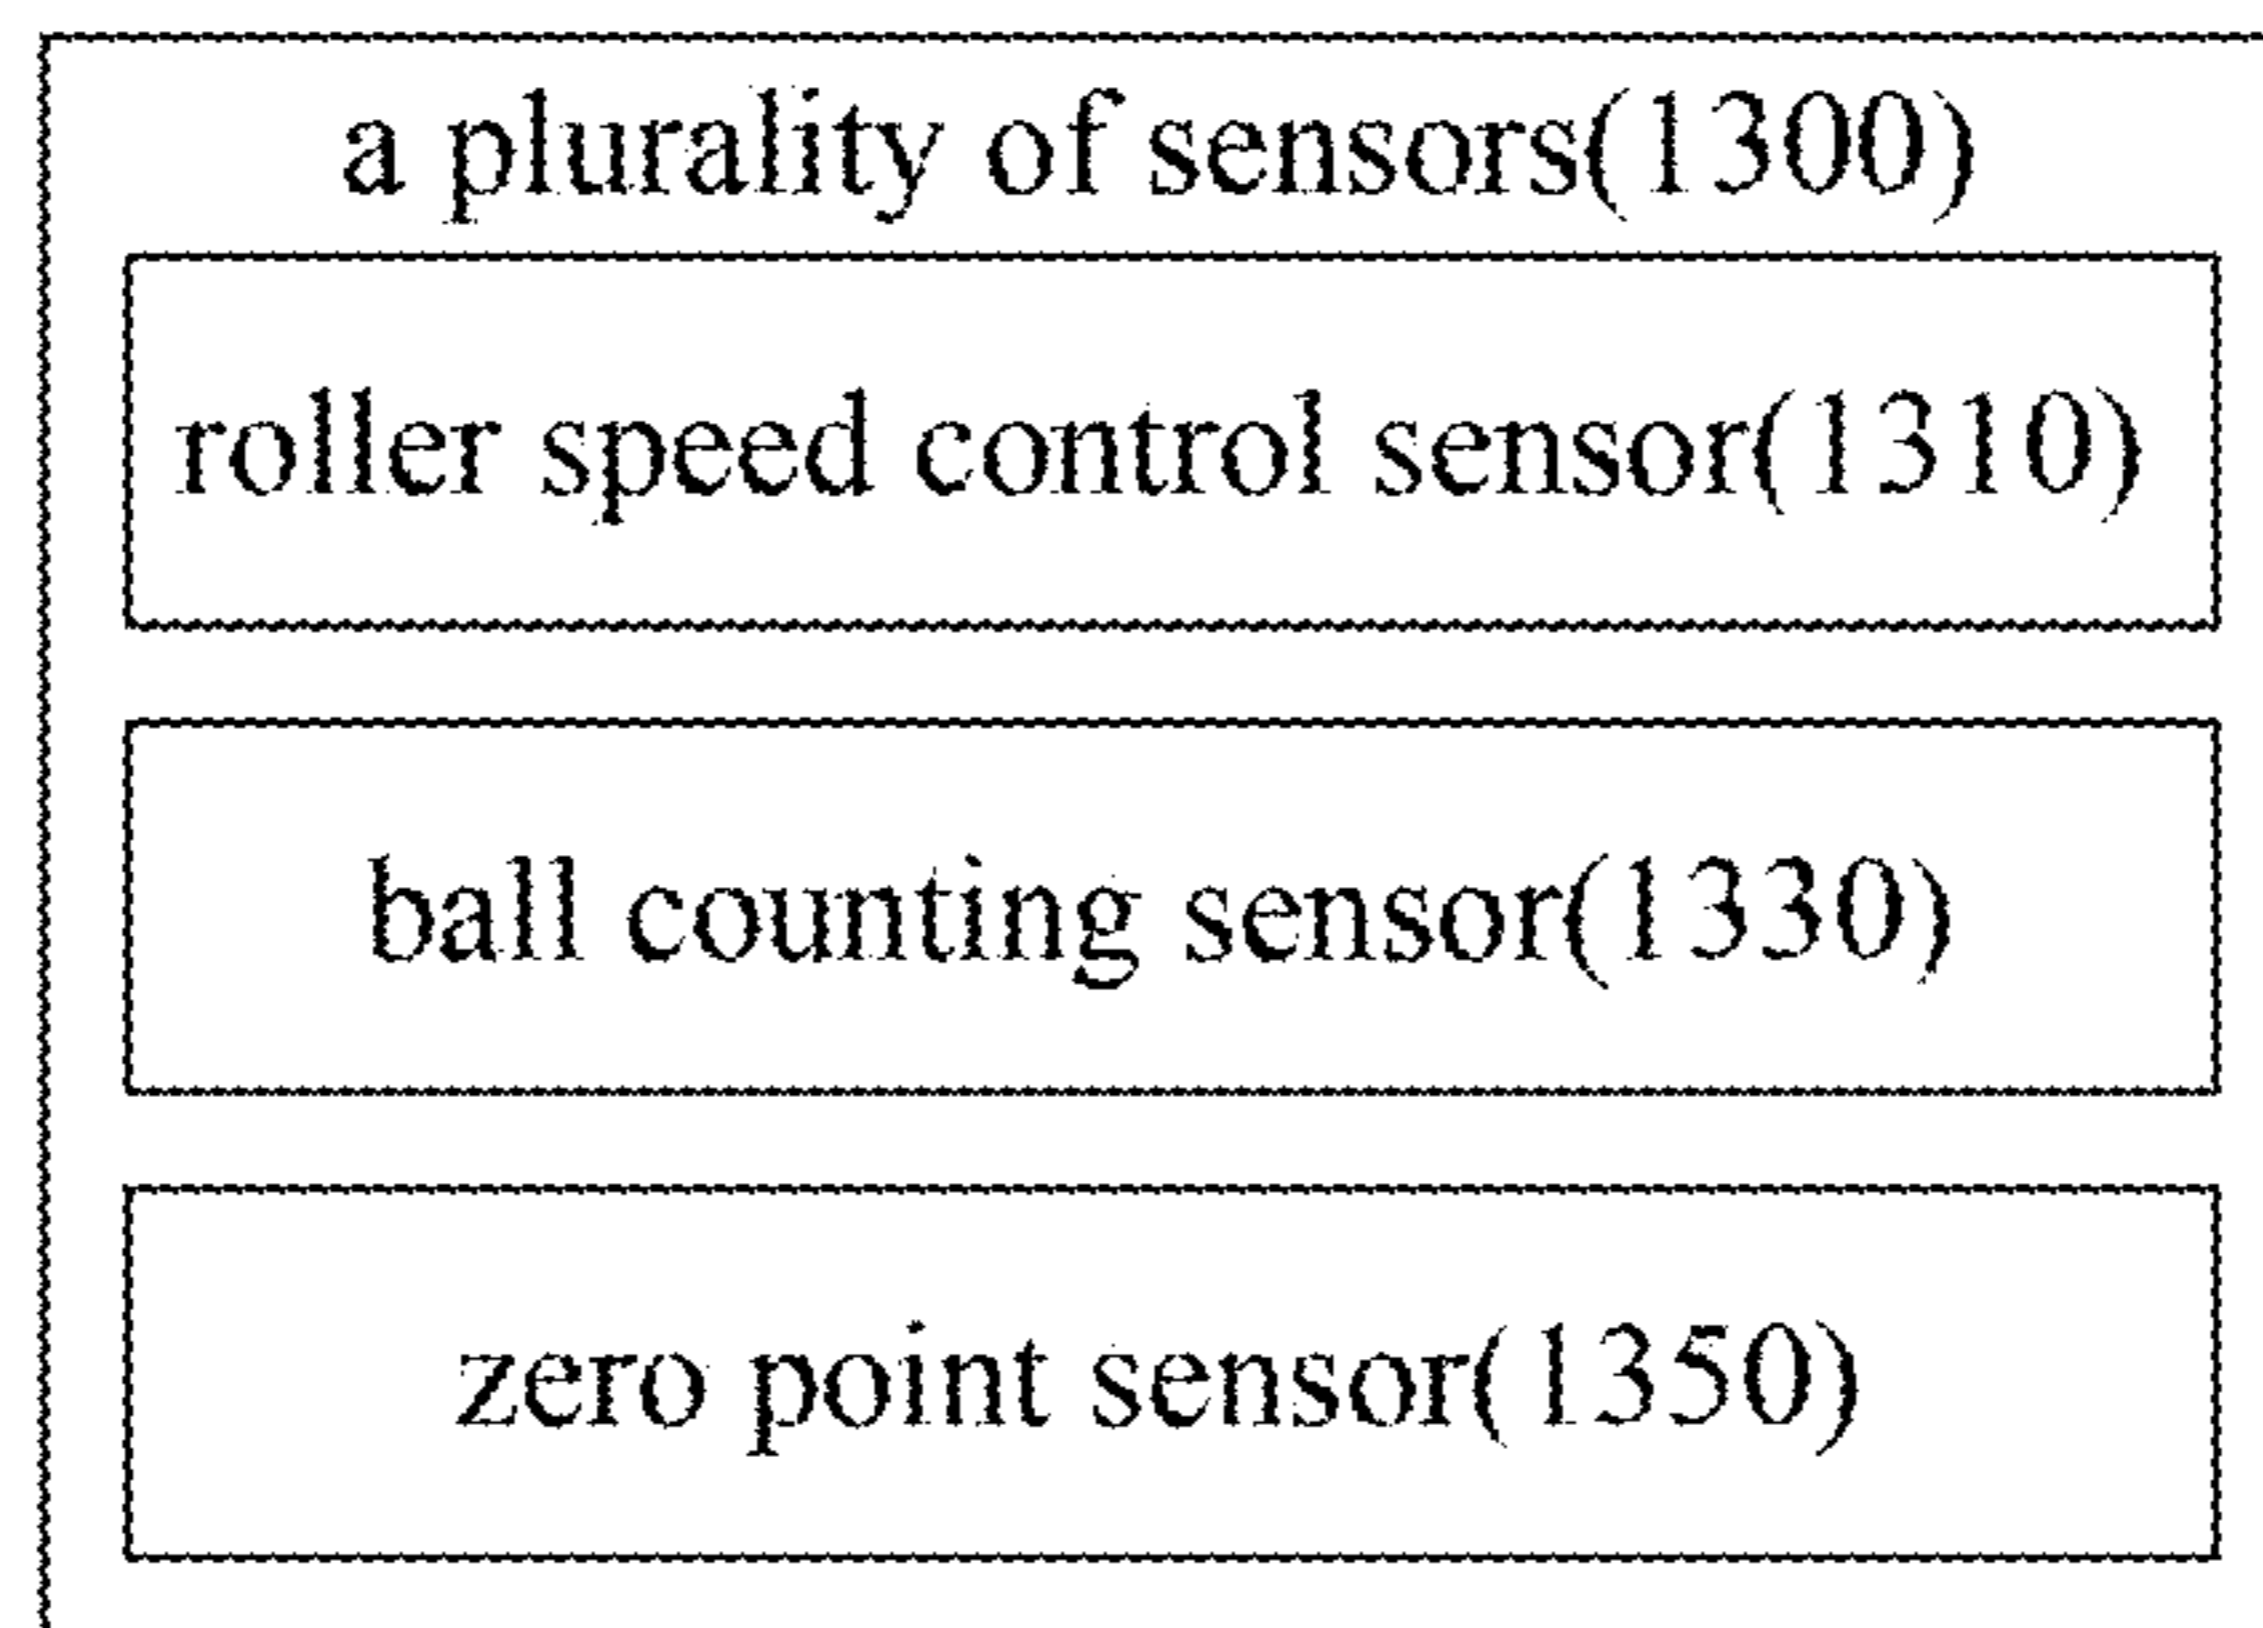 a plurality of sensors(1300)
roller speed control sensor(1310)
ball counting sensor(1330)
zero point sensor(1350)